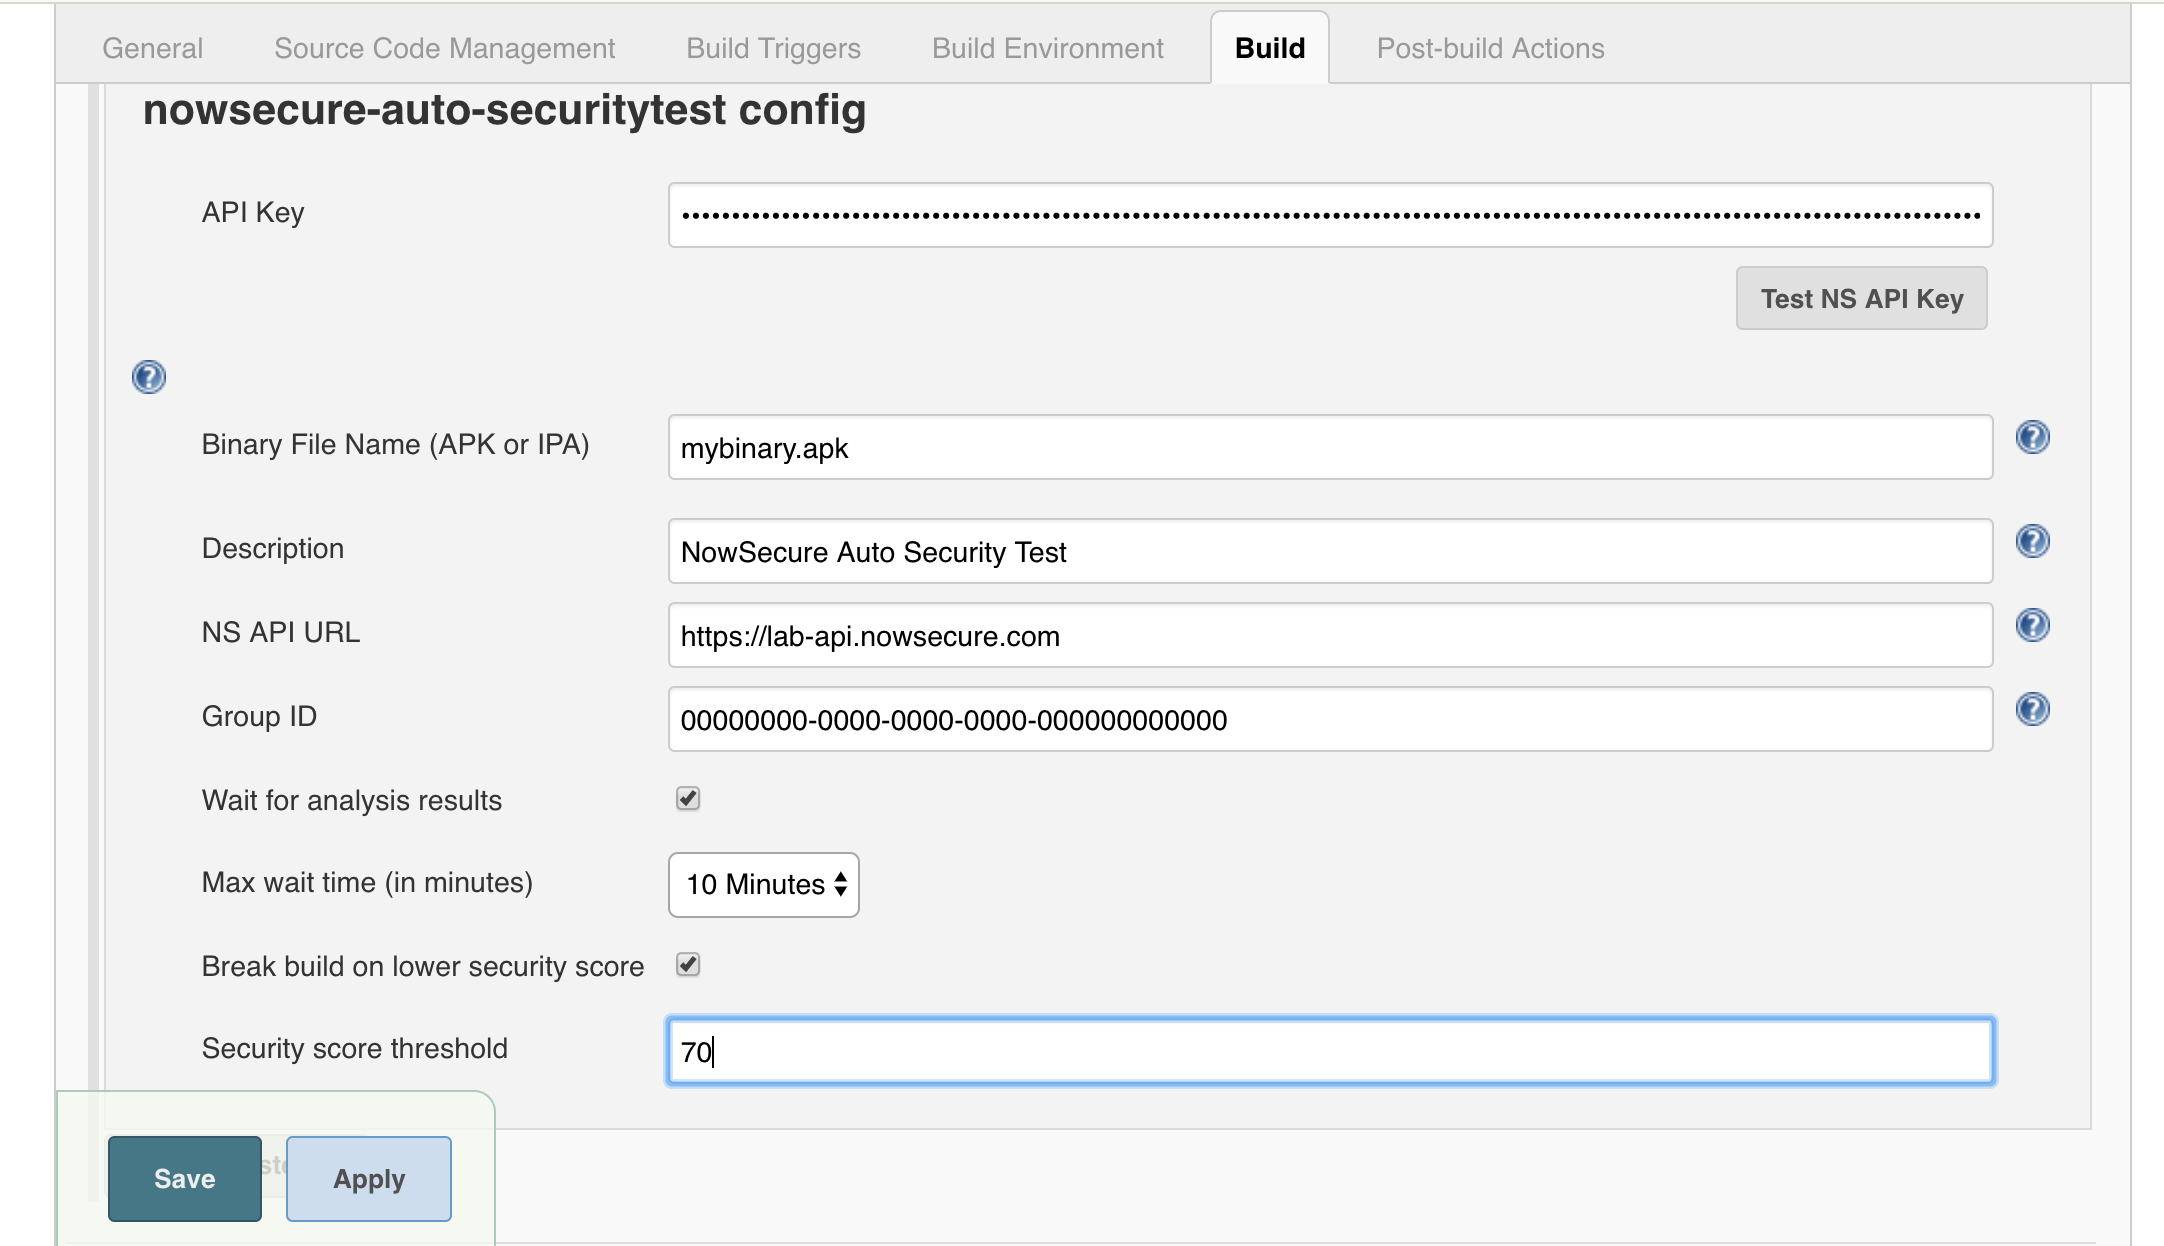 General Source Code Management Build Triggers Build Environment Build Post-build Actions
nowsecure-auto-securitytest config
API Key
Test NS API Key
Binary File Name (APK or IPA) mybinary.apk
Description NowSecure Auto Security Test
NS API URL https://lab-api.nowsecure.com
Group ID 00000000-0000-0000-0000-000000000000
Wait for analysis results
Max wait time (in minutes) 10 Minutes
Break build on lower security score
Security score threshold 70
Save Apply